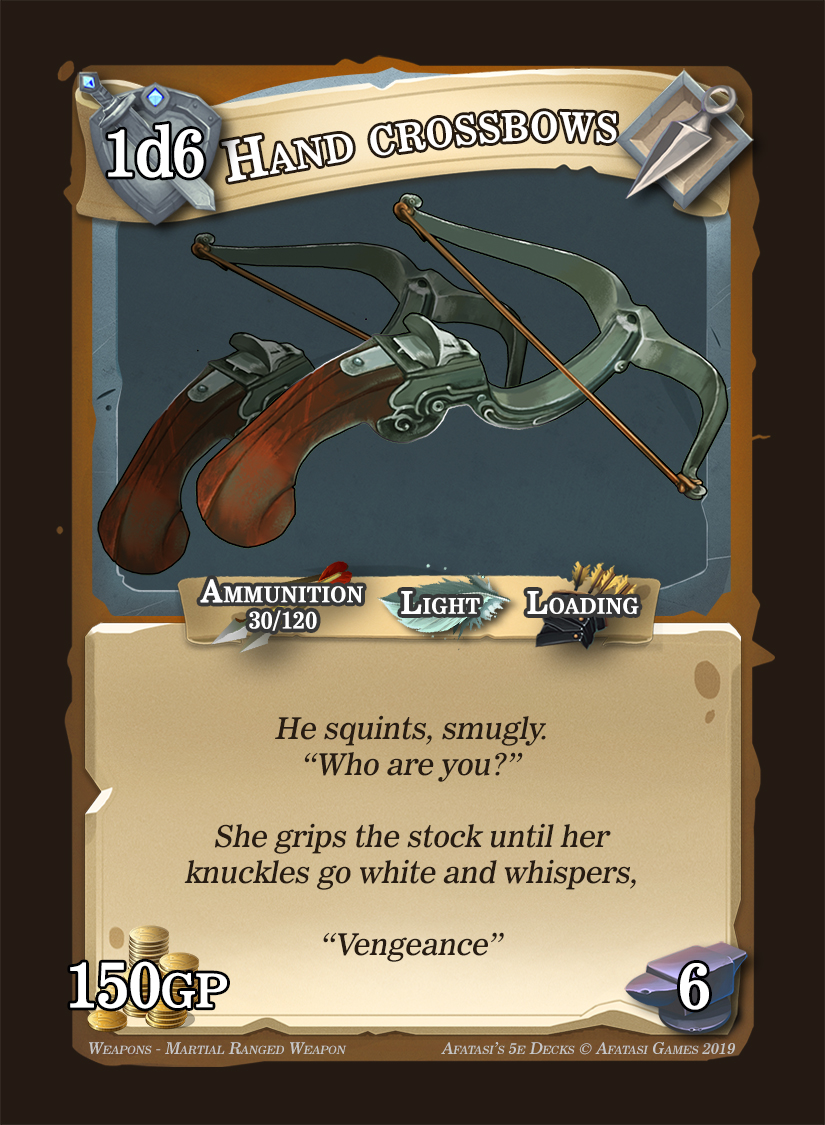 1d6
Hand crossbows
Ammunition
30/120
Light
Loading
He squints, smugly.
“Who are you?”
She grips the stock until her
knuckles go white and whispers,
“Vengeance”
150GP
6
Weapons - Martial Ranged Weapon
Afatasi's 5e Decks © Afatasi Games 2019